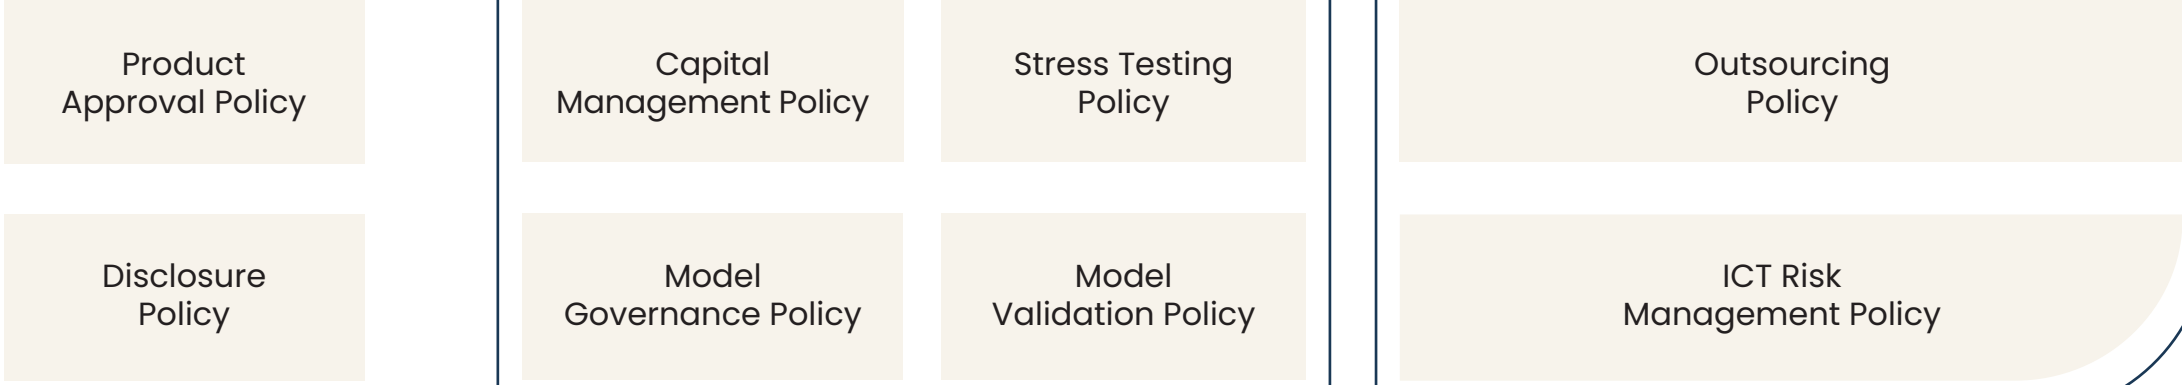 Product
Approval Policy
Capital
Management Policy
Stress Testing
Policy
Outsourcing
Policy
Disclosure
Policy
Model
Governance Policy
Model
Validation Policy
ICT Risk
Management Policy